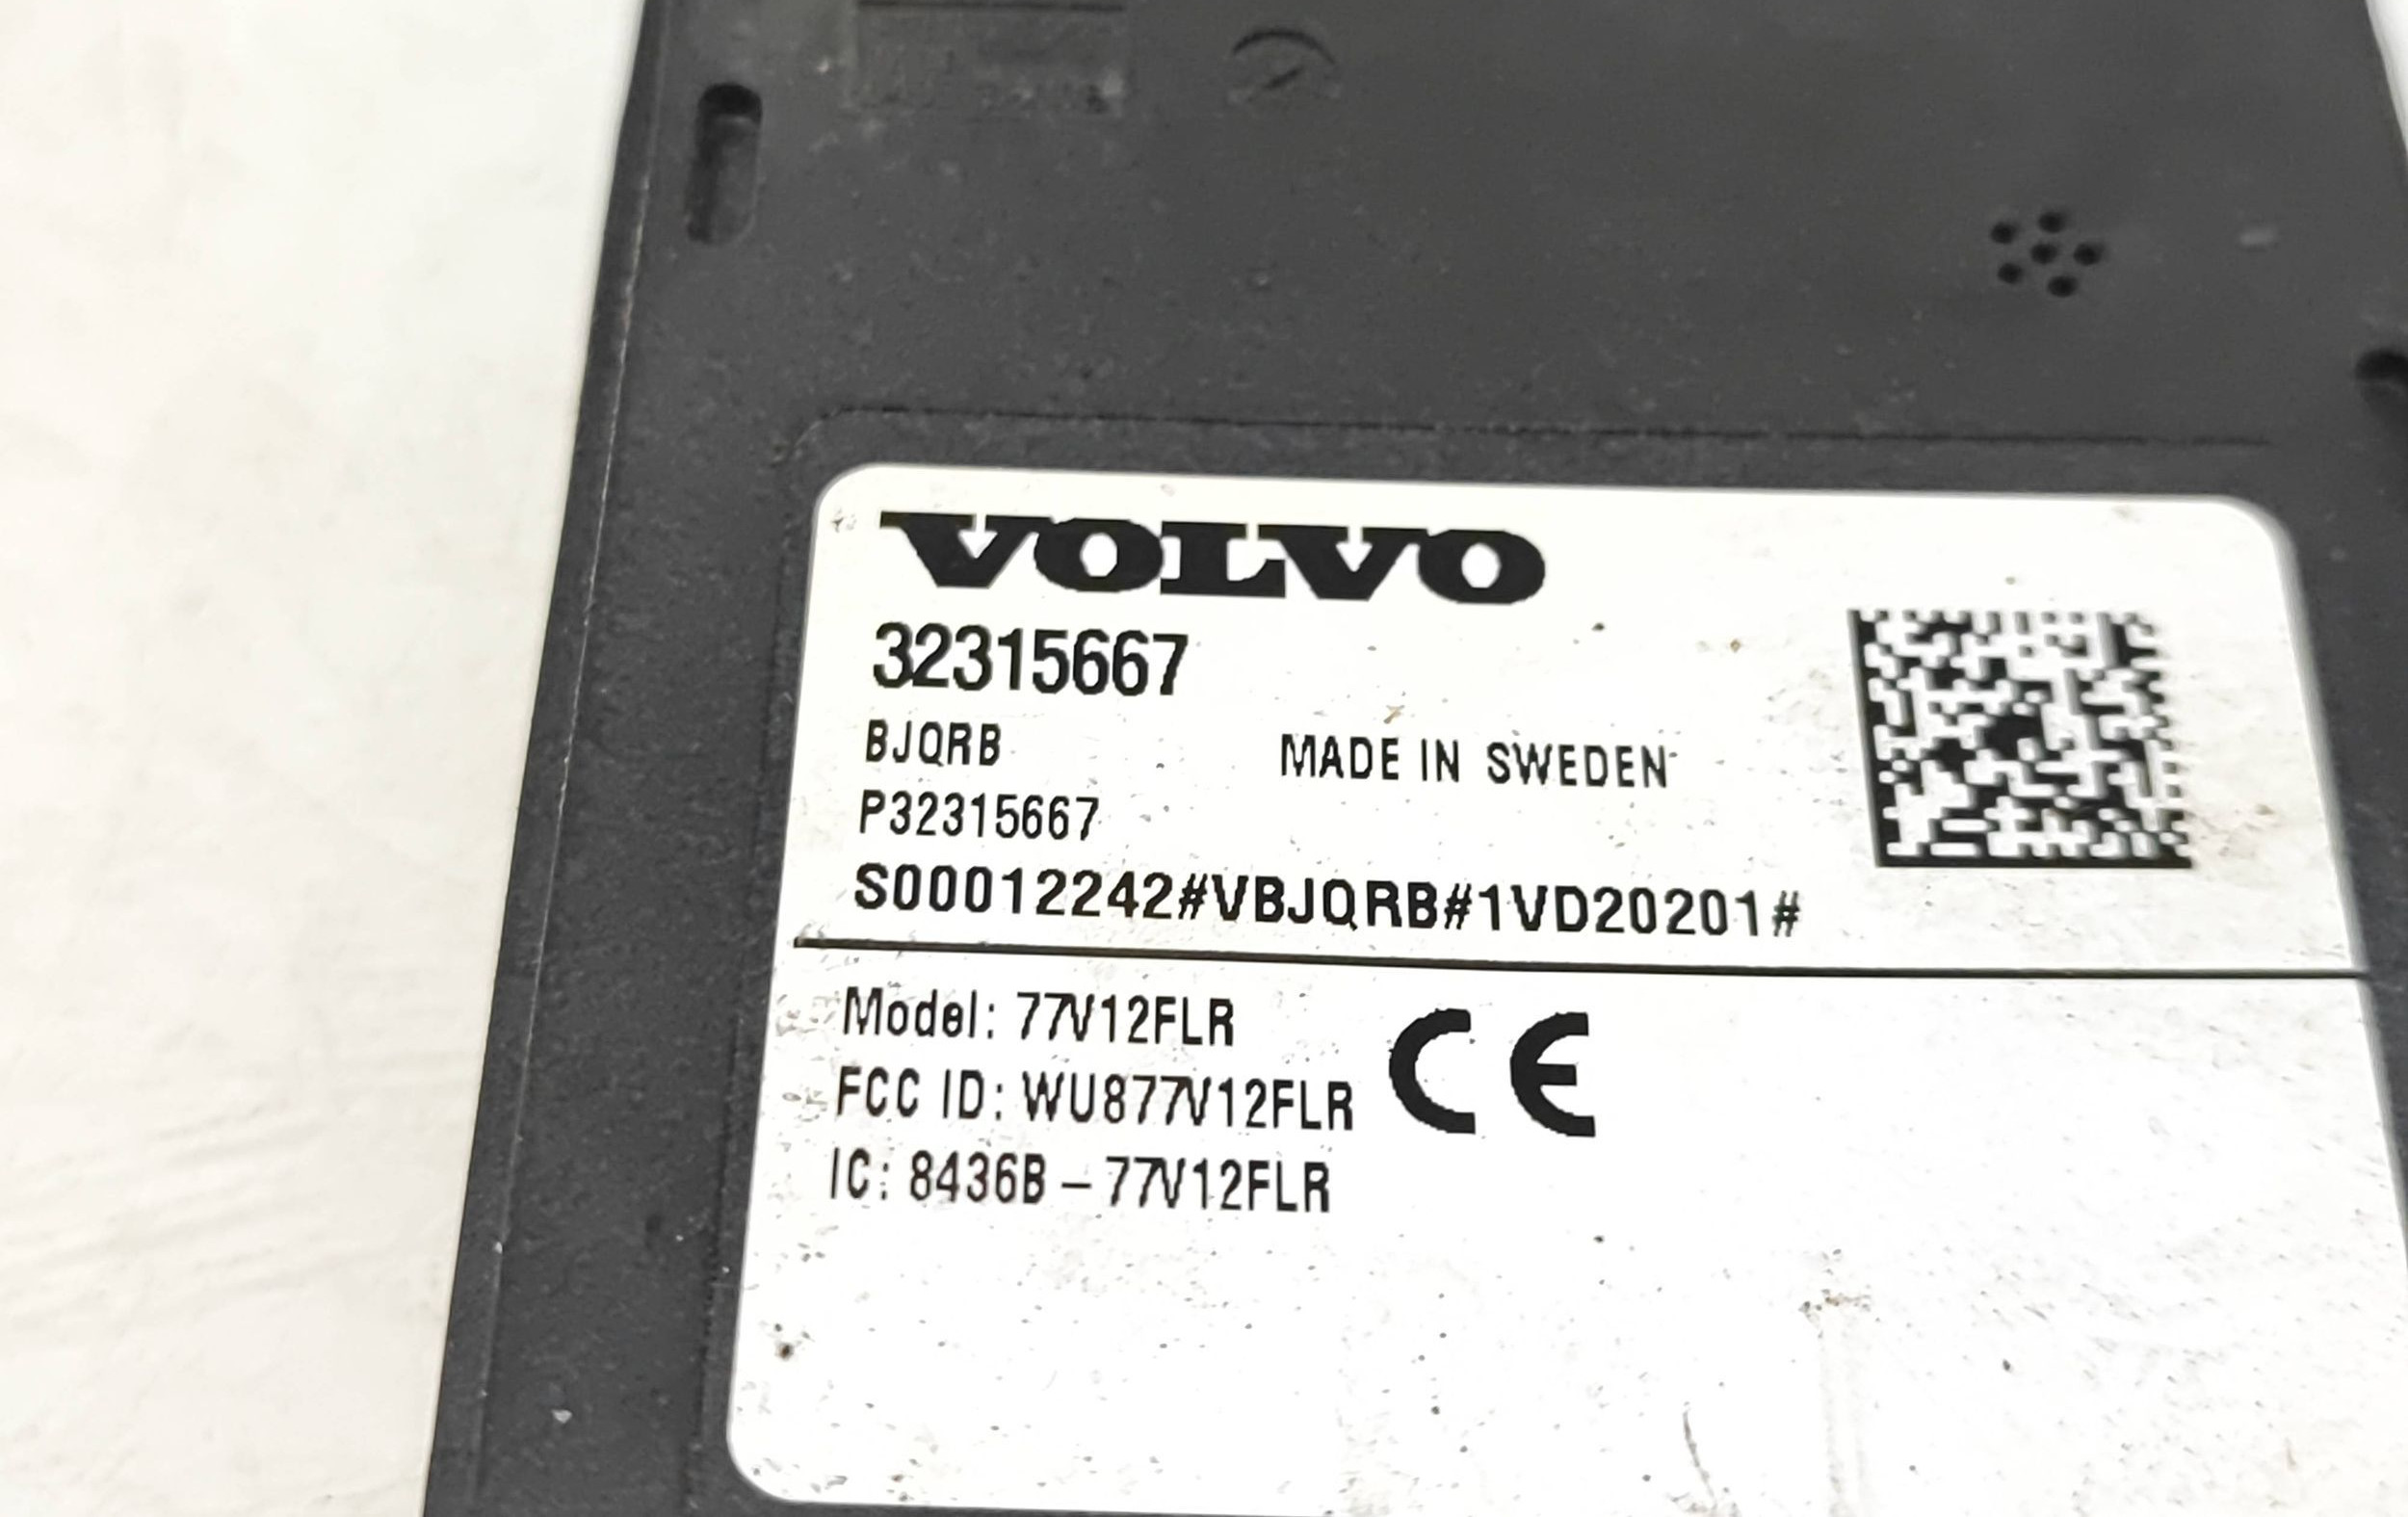 VOLVO
32315667
BJQRB MADE IN SWEDEN
P32315667
S00012242#VBJQRB#1VD20201#
Model: 77V12FLR
FCC ID: WU877V12FLR CE
IC: 8436B – 77V12FLR